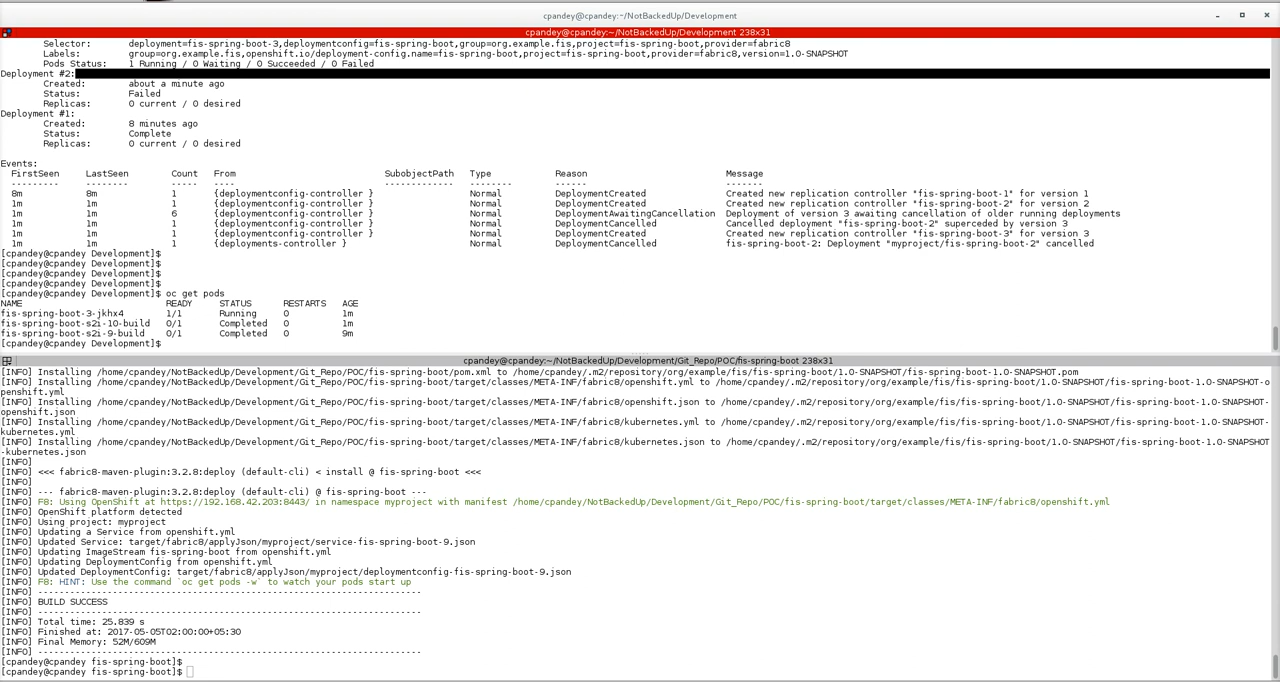 cpandey@cpandey:~/NotBackedUp/Development
cpandey@cpandey:~/NotBackedUp/Development 238x31
Selector: deployment=fis-spring-boot-3,deploymentconfig=fis-spring-boot,group=org.example.fis,project=fis-spring-boot,provider=fabric8
Labels: group=org.example.fis,openshift.io/deployment-config.name=fis-spring-boot,project=fis-spring-boot,provider=fabric8,version=1.0-SNAPSHOT
Pods Status: 1 Running / 0 Waiting / 0 Succeeded / 0 Failed
Deployment #2:
Created: about a minute ago
Status: Failed
Replicas: 0 current / 0 desired
Deployment #1:
Created: 8 minutes ago
Status: Complete
Replicas: 0 current / 0 desired
Events:
FirstSeen LastSeen Count From SubobjectPath Type Reason Message
--------- -------- ----- ---- ------------- -------- ------ -------
8m 8m 1 {deploymentconfig-controller } Normal DeploymentCreated Created new replication controller "fis-spring-boot-1" for version 1
1m 1m 1 {deploymentconfig-controller } Normal DeploymentCreated Created new replication controller "fis-spring-boot-2" for version 2
1m 1m 6 {deploymentconfig-controller } Normal DeploymentAwaitingCancellation Deployment of version 3 awaiting cancellation of older running deployments
1m 1m 1 {deploymentconfig-controller } Normal DeploymentCancelled Cancelled deployment "fis-spring-boot-2" superceded by version 3
1m 1m 1 {deploymentconfig-controller } Normal DeploymentCreated Created new replication controller "fis-spring-boot-3" for version 3
1m 1m 1 {deployments-controller } Normal DeploymentCancelled fis-spring-boot-2: Deployment "myproject/fis-spring-boot-2" cancelled
[cpandey@cpandey Development]$
[cpandey@cpandey Development]$
[cpandey@cpandey Development]$
[cpandey@cpandey Development]$
[cpandey@cpandey Development]$ oc get pods
NAME READY STATUS RESTARTS AGE
fis-spring-boot-3-jkhx4 1/1 Running 0 1m
fis-spring-boot-s2i-10-build 0/1 Completed 0 1m
fis-spring-boot-s2i-9-build 0/1 Completed 0 9m
[cpandey@cpandey Development]$
cpandey@cpandey:~/NotBackedUp/Development/Git_Repo/POC/fis-spring-boot 238x31
[INFO] Installing /home/cpandey/NotBackedUp/Development/Git_Repo/POC/fis-spring-boot/pom.xml to /home/cpandey/.m2/repository/org/example/fis/fis-spring-boot/1.0-SNAPSHOT/fis-spring-boot-1.0-SNAPSHOT.pom
[INFO] Installing /home/cpandey/NotBackedUp/Development/Git_Repo/POC/fis-spring-boot/target/classes/META-INF/fabric8/openshift.yml to /home/cpandey/.m2/repository/org/example/fis/fis-spring-boot/1.0-SNAPSHOT/fis-spring-boot-1.0-SNAPSHOT-o
penshift.yml
[INFO] Installing /home/cpandey/NotBackedUp/Development/Git_Repo/POC/fis-spring-boot/target/classes/META-INF/fabric8/openshift.json to /home/cpandey/.m2/repository/org/example/fis/fis-spring-boot/1.0-SNAPSHOT/fis-spring-boot-1.0-SNAPSHOT-
openshift.json
[INFO] Installing /home/cpandey/NotBackedUp/Development/Git_Repo/POC/fis-spring-boot/target/classes/META-INF/fabric8/kubernetes.yml to /home/cpandey/.m2/repository/org/example/fis/fis-spring-boot/1.0-SNAPSHOT/fis-spring-boot-1.0-SNAPSHOT-
kubernetes.yml
[INFO] Installing /home/cpandey/NotBackedUp/Development/Git_Repo/POC/fis-spring-boot/target/classes/META-INF/fabric8/kubernetes.json to /home/cpandey/.m2/repository/org/example/fis/fis-spring-boot/1.0-SNAPSHOT/fis-spring-boot-1.0-SNAPSHOT
-kubernetes.json
[INFO]
[INFO] <<< fabric8-maven-plugin:3.2.8:deploy (default-cli) < install @ fis-spring-boot <<<
[INFO]
[INFO] --- fabric8-maven-plugin:3.2.8:deploy (default-cli) @ fis-spring-boot ---
[INFO] F8: Using OpenShift at https://192.168.42.203:8443/ in namespace myproject with manifest /home/cpandey/NotBackedUp/Development/Git_Repo/POC/fis-spring-boot/target/classes/META-INF/fabric8/openshift.yml
[INFO] OpenShift platform detected
[INFO] Using project: myproject
[INFO] Updating a Service from openshift.yml
[INFO] Updated Service: target/fabric8/applyJson/myproject/service-fis-spring-boot-9.json
[INFO] Updating ImageStream fis-spring-boot from openshift.yml
[INFO] Updating DeploymentConfig from openshift.yml
[INFO] Updated DeploymentConfig: target/fabric8/applyJson/myproject/deploymentconfig-fis-spring-boot-9.json
[INFO] F8: HINT: Use the command `oc get pods -w` to watch your pods start up
[INFO] ------------------------------------------------------------------------
[INFO] BUILD SUCCESS
[INFO] ------------------------------------------------------------------------
[INFO] Total time: 25.839 s
[INFO] Finished at: 2017-05-05T02:00:00+05:30
[INFO] Final Memory: 52M/609M
[INFO] ------------------------------------------------------------------------
[cpandey@cpandey fis-spring-boot]$
[cpandey@cpandey fis-spring-boot]$